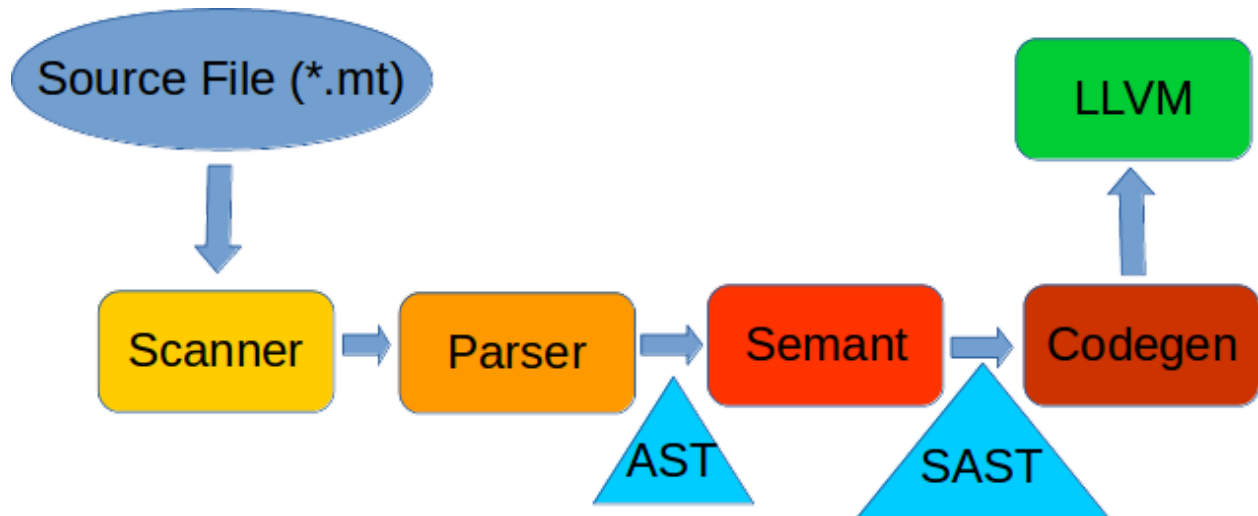 Source File (*.mt)
LLVM
Scanner
Parser
Semant
Codegen
AST
SAST